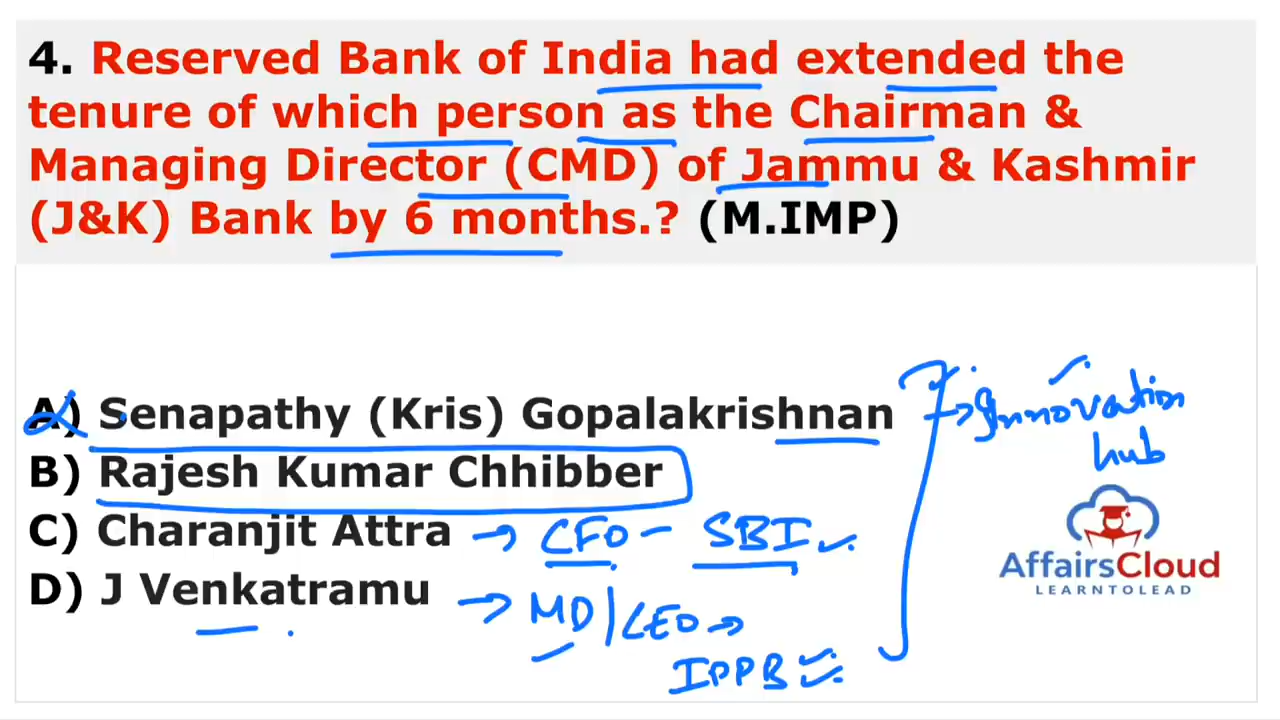 4. Reserved Bank of India had extended the
tenure of which person as the Chairman &
Managing Director (CMD) of Jammu & Kashmir
(J&K) Bank by 6 months.? (M.IMP)
A) Senapathy (Kris) Gopalakrishnan
B) Rajesh Kumar Chhibber
C) Charanjit Attra → CFO – SBI
D) J Venkatramu → MD/CEO →
IPPB
→ Innovation
hub
AffairsCloud
LEARNTOLEAD